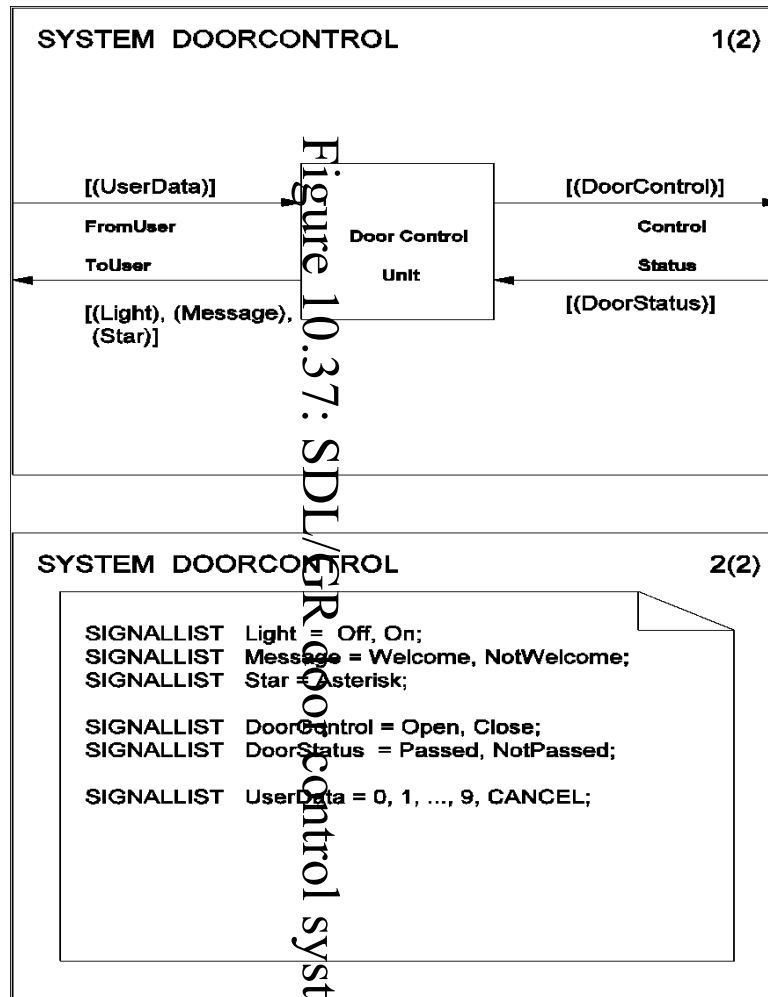 SYSTEM DOORCONTROL 1(2)
[(UserData)]
FromUser
ToUser
[(Light), (Message),
(Star)]
Door Control
Unit
[(DoorControl)]
Control
Status
[(DoorStatus)]
SYSTEM DOORCONTROL 2(2)
SIGNALLIST Light = Off, On;
SIGNALLIST Message = Welcome, NotWelcome;
SIGNALLIST Star = Asterisk;
SIGNALLIST DoorControl = Open, Close;
SIGNALLIST DoorStatus = Passed, NotPassed;
SIGNALLIST UserData = 0, 1, ..., 9, CANCEL;
Figure 10.37: SDL/GR door control syst